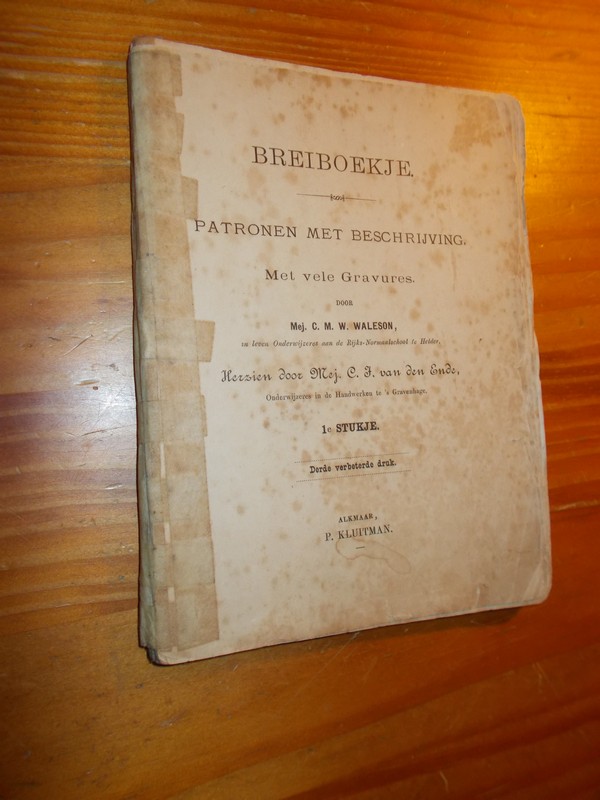 BREIBOEKJE.
PATRONEN MET BESCHRIJVING.
Met vele Gravures.
DOOR
Mej. C. M. W. WALESON,
in leven Onderwijzeres aan de Rijks-Normaalschool te Helder,
Herzien door Mej. C. J. van den Ende,
Onderwijzeres in de Handwerken te 's Gravenhage.
1e STUKJE.
Derde verbeterde druk.
ALKMAAR,
P. KLUITMAN.